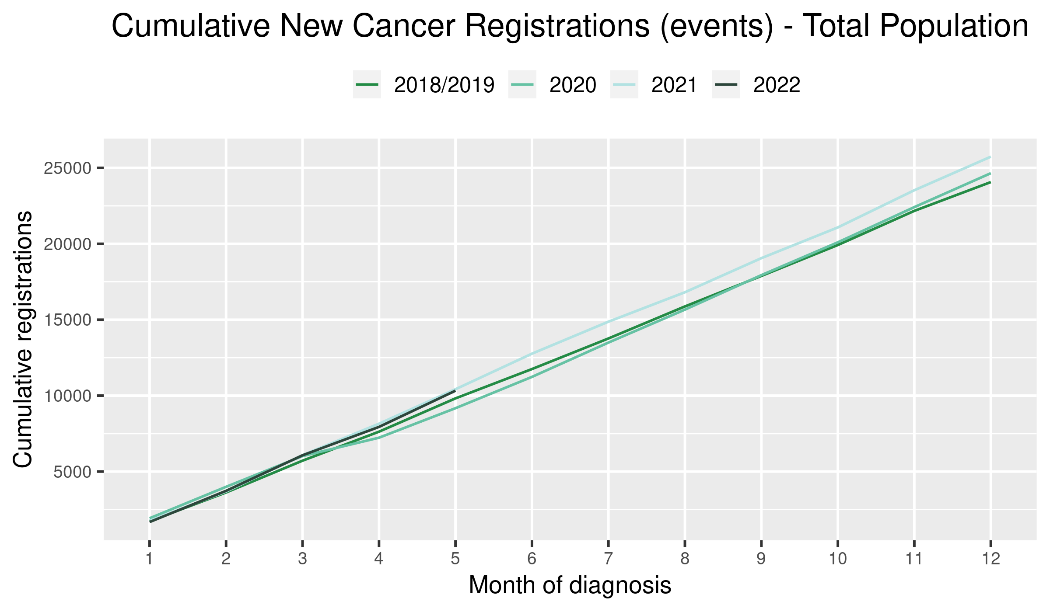 Cumulative New Cancer Registrations (events) - Total Population
2018/2019 2020 2021 2022
Cumulative registrations
25000
20000
15000
10000
5000
1 2 3 4 5 6 7 8 9 10 11 12
Month of diagnosis